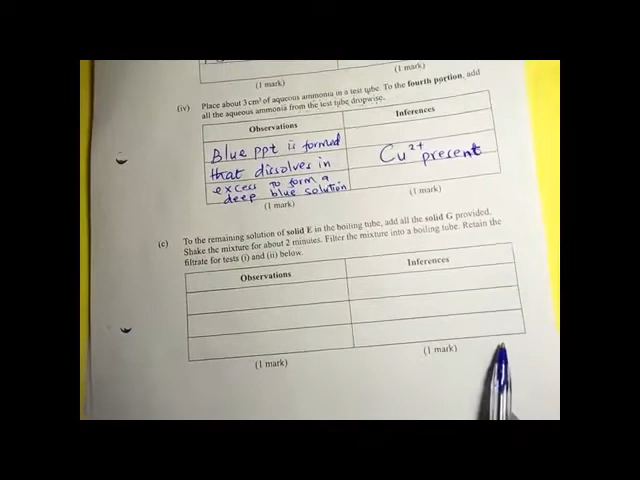 (1 mark)
(1 mark)
(iv) Place about 3 cm³ of aqueous ammonia in a test tube. To the fourth portion, add
all the aqueous ammonia from the test tube dropwise.
Observations
Inferences
Blue ppt is formed
that dissolves in
excess to form a
deep blue solution
Cu²⁺ present
(1 mark)
(1 mark)
(c) To the remaining solution of solid E in the boiling tube, add all the solid G provided.
Shake the mixture for about 2 minutes. Filter the mixture into a boiling tube. Retain the
filtrate for tests (i) and (ii) below.
Observations
Inferences
(1 mark)
(1 mark)